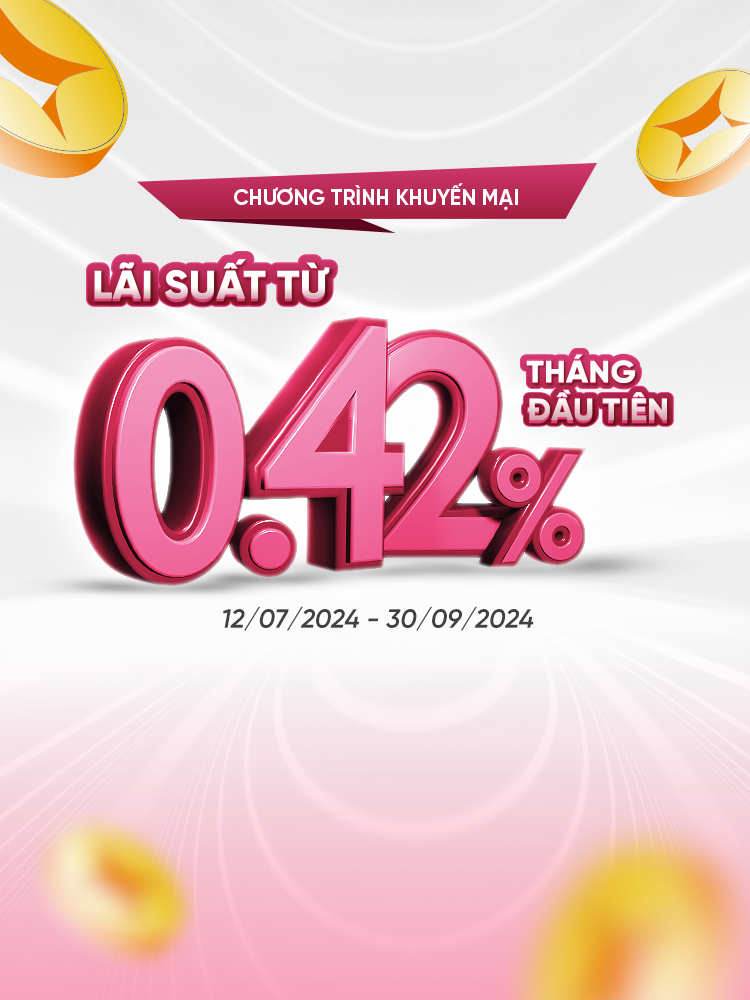 CHƯƠNG TRÌNH KHUYẾN MẠI
LÃI SUẤT TỪ
0.42%
THÁNG
ĐẦU TIÊN
12/07/2024 - 30/09/2024